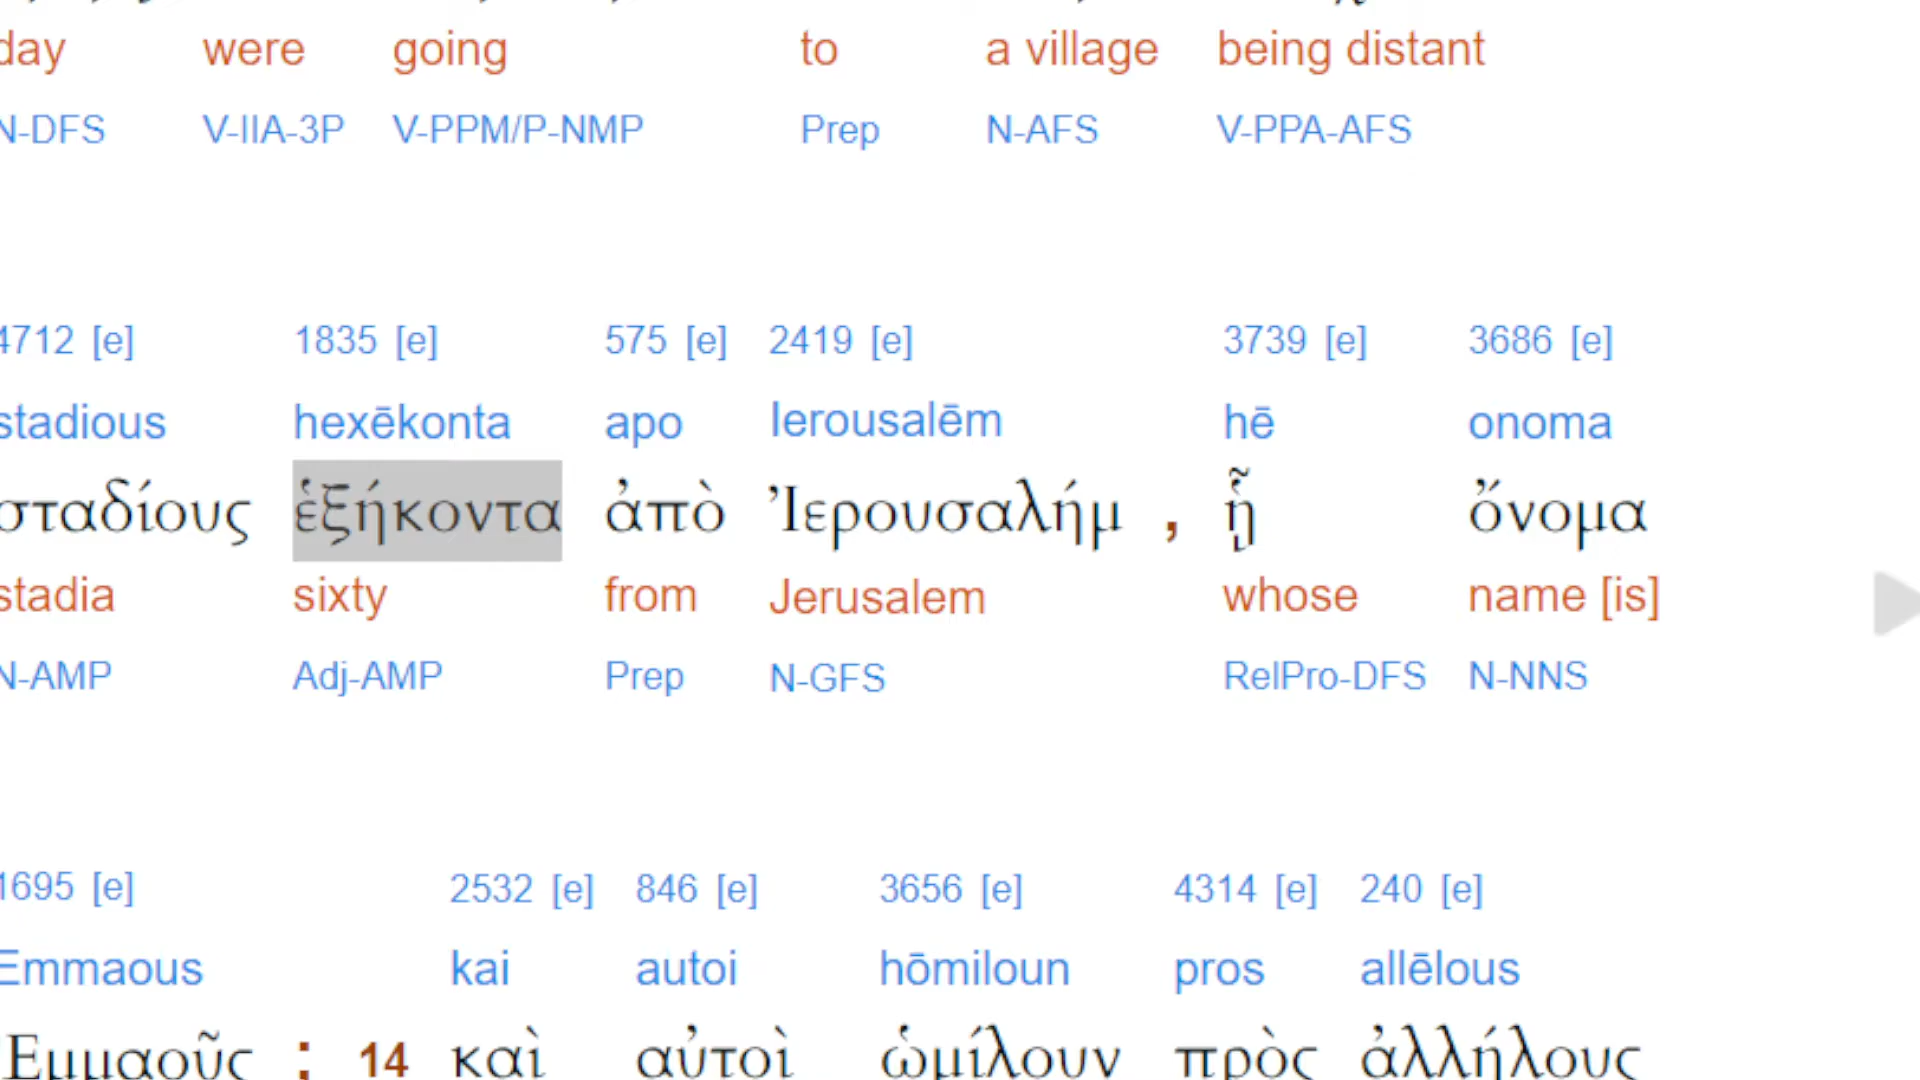 day were going to a village being distant
N-DFS V-IIA-3P V-PPM/P-NMP Prep N-AFS V-PPA-AFS
4712 [e] 1835 [e] 575 [e] 2419 [e] 3739 [e] 3686 [e]
stadious hexēkonta apo Ierousalēm hē onoma
σταδίους ἑξήκοντα ἀπὸ Ἰερουσαλήμ , ᾗ ὄνομα
stadia sixty from Jerusalem whose name [is]
N-AMP Adj-AMP Prep N-GFS RelPro-DFS N-NNS
1695 [e] 2532 [e] 846 [e] 3656 [e] 4314 [e] 240 [e]
Emmaous kai autoi hōmiloun pros allēlous
Ἐμμαοῦς : 14 καὶ αὐτοὶ ὡμίλουν πρὸς ἀλλήλους